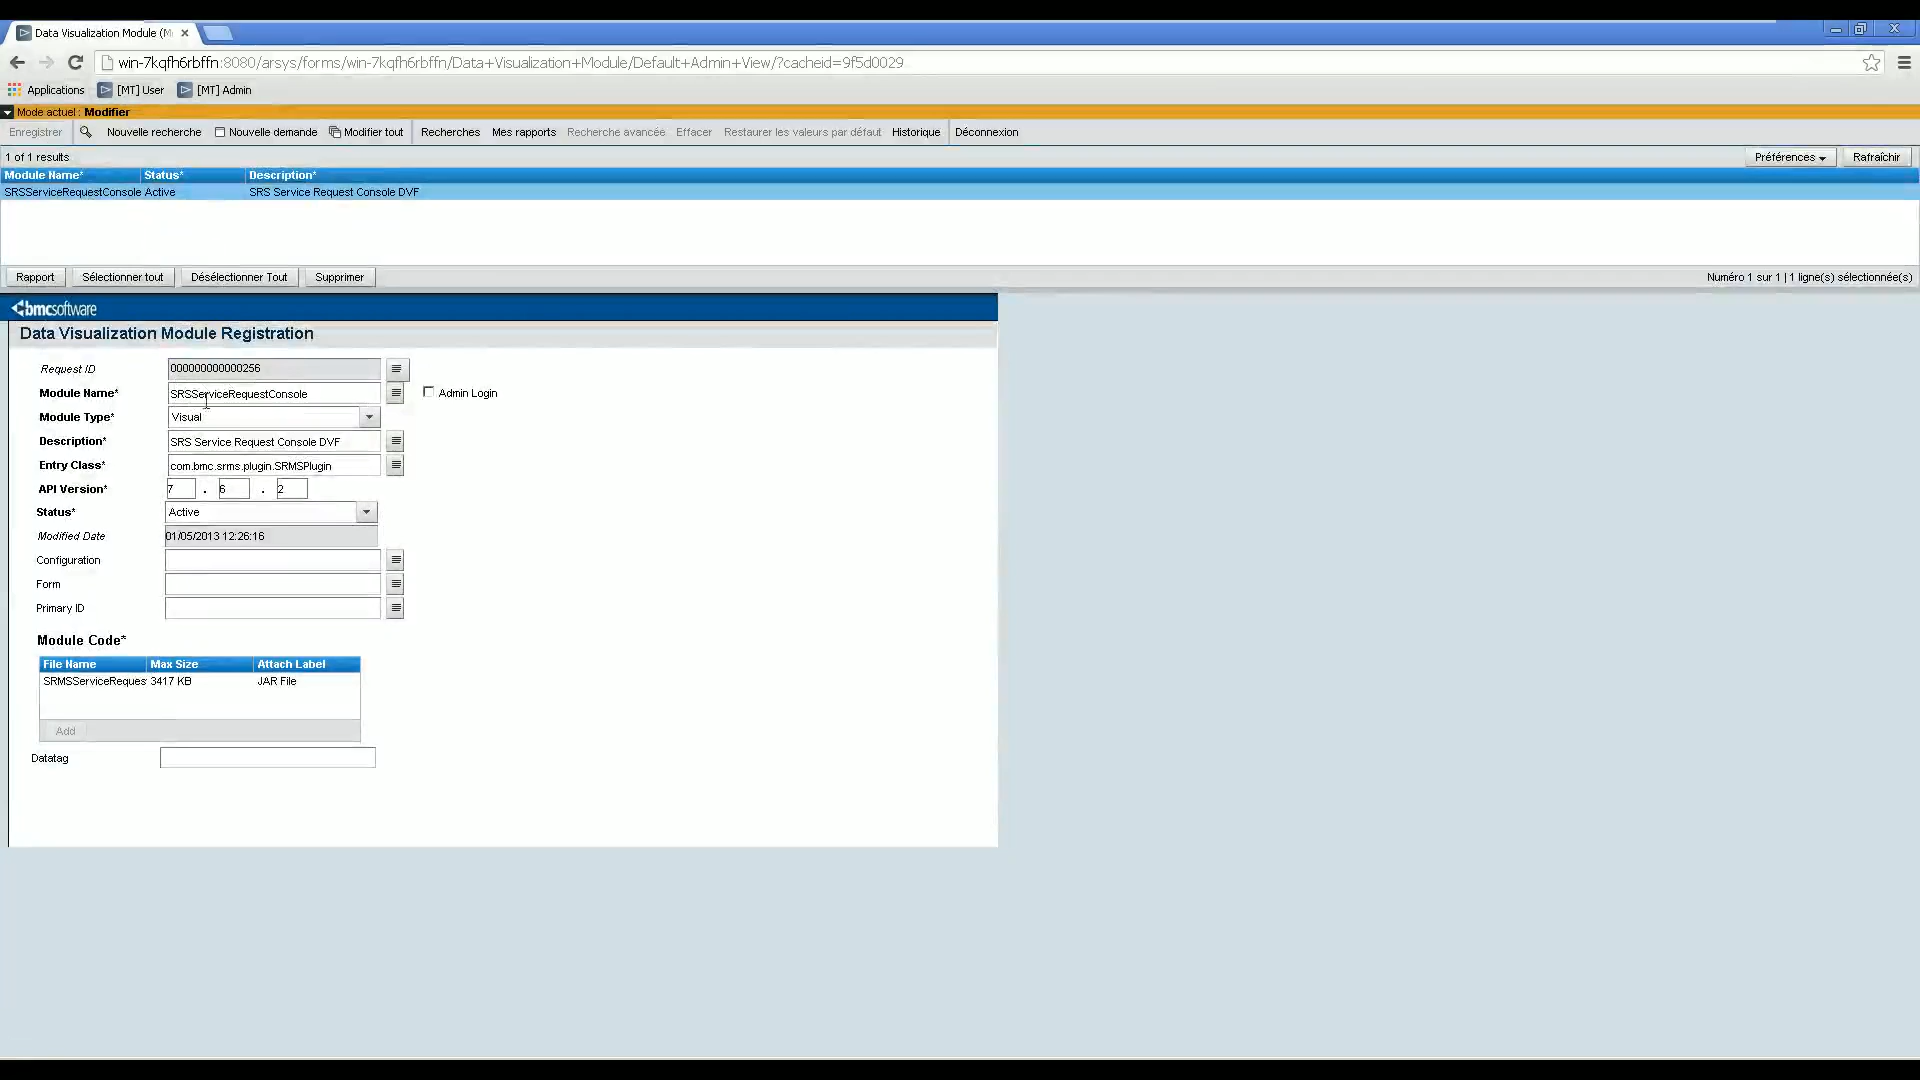 Data Visualization Module (M
win-7kqfh6rbffn:8080/arsys/forms/win-7kqfh6rbffn/Data+Visualization+Module/Default+Admin+View/?cacheid=9f5d0029
Applications [MT] User [MT] Admin
Mode actuel : Modifier
Enregistrer Nouvelle recherche Nouvelle demande Modifier tout Recherches Mes rapports Recherche avancée Effacer Restaurer les valeurs par défaut Historique Déconnexion
1 of 1 results Préférences Rafraîchir
Module Name* Status* Description*
SRSServiceRequestConsole Active SRS Service Request Console DVF
Rapport Sélectionner tout Désélectionner Tout Supprimer Numéro 1 sur 1 | 1 ligne(s) sélectionnée(s)
bmcsoftware
Data Visualization Module Registration
Request ID 000000000000256
Module Name* SRSServiceRequestConsole Admin Login
Module Type* Visual
Description* SRS Service Request Console DVF
Entry Class* com.bmc.srms.plugin.SRMSPlugin
API Version* 7 . 6 . 2
Status* Active
Modified Date 01/05/2013 12:26:16
Configuration
Form
Primary ID
Module Code*
File Name Max Size Attach Label
SRMSServiceReques 3417 KB JAR File
Add
Datatag